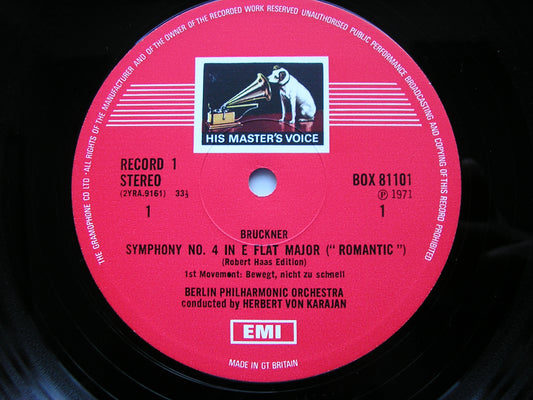 THE GRAMOPHONE CO LTD · ALL RIGHTS OF THE MANUFACTURER AND OF THE OWNER OF THE RECORDED WORK RESERVED UNAUTHORISED PUBLIC PERFORMANCE BROADCASTING AND COPYING OF THIS RECORD PROHIBITED
HIS MASTER'S VOICE
RECORD 1
STEREO
(2YRA.9161) 33⅓
1
BOX 81101
Ⓟ 1971
1
BRUCKNER
SYMPHONY NO. 4 IN E FLAT MAJOR ("ROMANTIC")
(Robert Haas Edition)
1st Movement: Bewegt, nicht zu schnell
BERLIN PHILHARMONIC ORCHESTRA
conducted by HERBERT VON KARAJAN
EMI
MADE IN GT BRITAIN